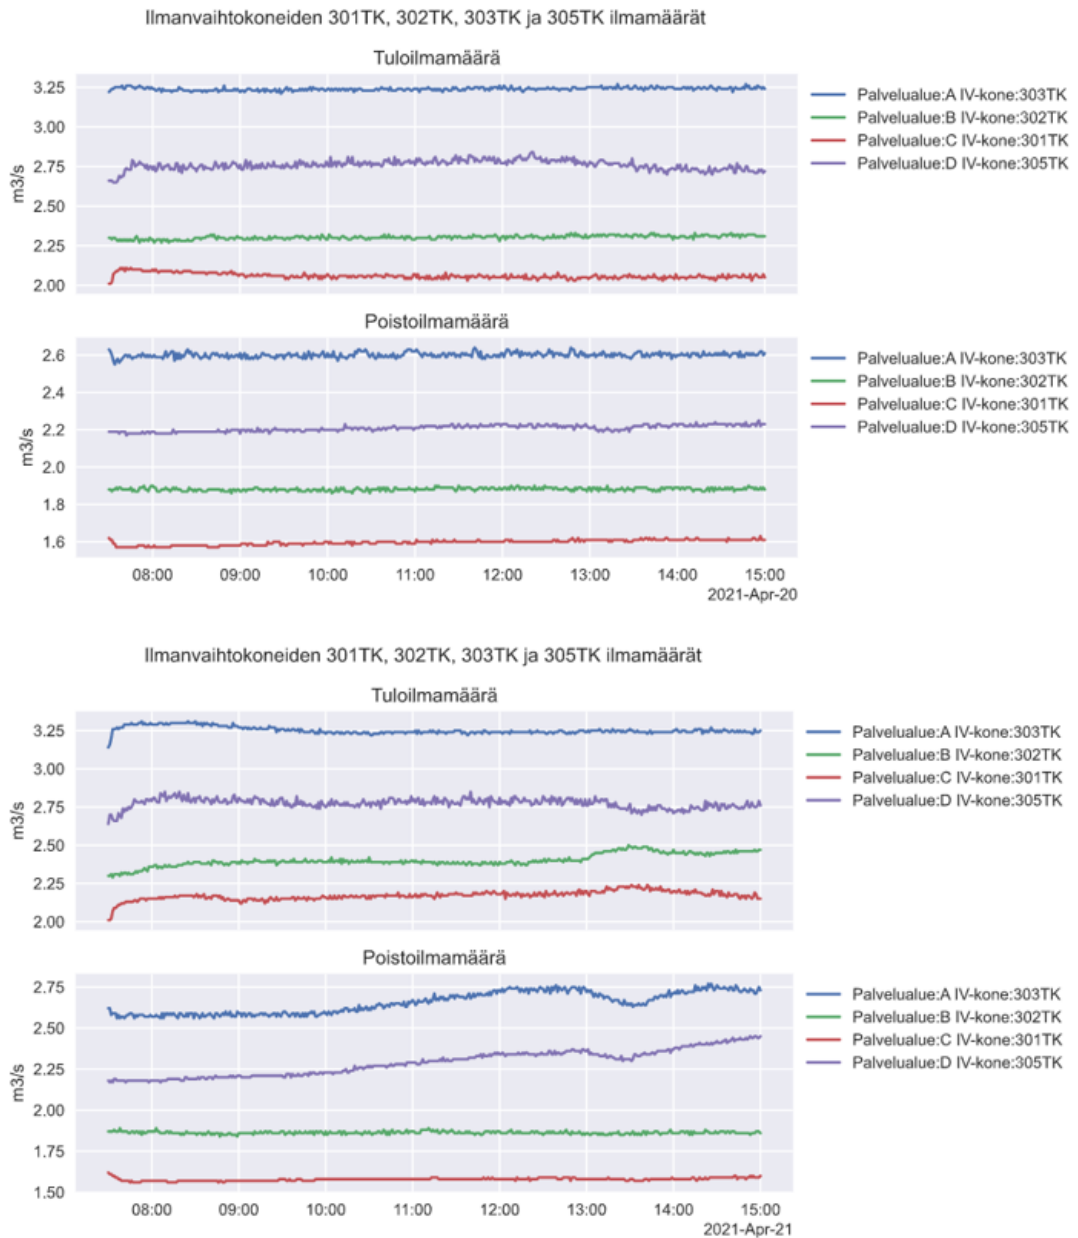 Ilmanvaihtokoneiden 301TK, 302TK, 303TK ja 305TK ilmamäärät
Tuloilmamäärä
3.25
3.00
2.75
2.50
2.25
2.00
m3/s
Palvelualue:A IV-kone:303TK
Palvelualue:B IV-kone:302TK
Palvelualue:C IV-kone:301TK
Palvelualue:D IV-kone:305TK
Poistoilmamäärä
2.6
2.4
2.2
2.0
1.8
1.6
m3/s
Palvelualue:A IV-kone:303TK
Palvelualue:B IV-kone:302TK
Palvelualue:C IV-kone:301TK
Palvelualue:D IV-kone:305TK
08:00 09:00 10:00 11:00 12:00 13:00 14:00 15:00
2021-Apr-20
Ilmanvaihtokoneiden 301TK, 302TK, 303TK ja 305TK ilmamäärät
Tuloilmamäärä
3.25
3.00
2.75
2.50
2.25
2.00
m3/s
Palvelualue:A IV-kone:303TK
Palvelualue:B IV-kone:302TK
Palvelualue:C IV-kone:301TK
Palvelualue:D IV-kone:305TK
Poistoilmamäärä
2.75
2.50
2.25
2.00
1.75
1.50
m3/s
Palvelualue:A IV-kone:303TK
Palvelualue:B IV-kone:302TK
Palvelualue:C IV-kone:301TK
Palvelualue:D IV-kone:305TK
08:00 09:00 10:00 11:00 12:00 13:00 14:00 15:00
2021-Apr-21